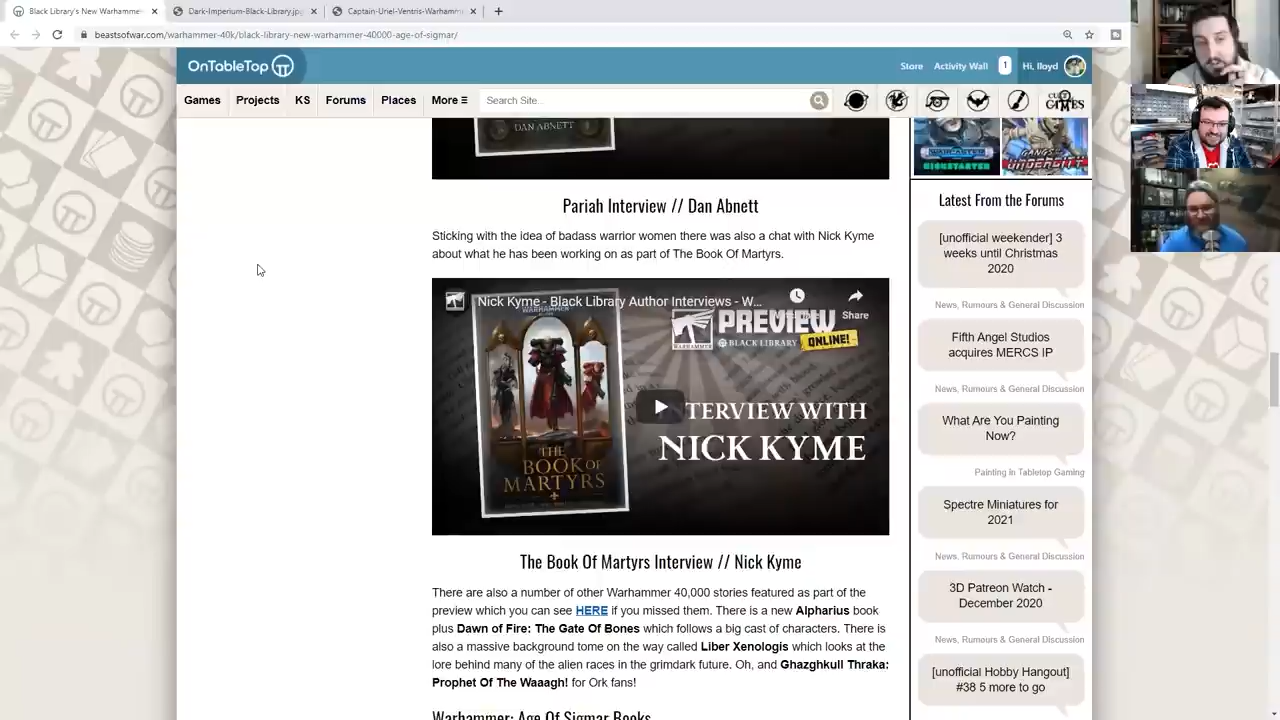 Black Library's New Warhamme
Dark-Imperium-Black-Library.jp
Captain-Uriel-Ventris-Warhamm
beastsofwar.com/warhammer-40k/black-library-new-warhammer-40000-age-of-sigmar/
OnTableTop
Store
Activity Wall
1
Hi, lloyd
Games
Projects
KS
Forums
Places
More
Search Site...
GAMES
DAN ABNETT
KICKSTARTER
GANGS
UNDERCITY
Pariah Interview // Dan Abnett
Sticking with the idea of badass warrior women there was also a chat with Nick Kyme
about what he has been working on as part of The Book Of Martyrs.
Nick Kyme - Black Library Author Interviews - W...
Share
WARHAMMER
PREVIEW
BLACK LIBRARY
ONLINE!
TERVIEW WITH
NICK KYME
THE
BOOK OF
MARTYRS
The Book Of Martyrs Interview // Nick Kyme
There are also a number of other Warhammer 40,000 stories featured as part of the
preview which you can see HERE if you missed them. There is a new Alpharius book
plus Dawn of Fire: The Gate Of Bones which follows a big cast of characters. There is
also a massive background tome on the way called Liber Xenologis which looks at the
lore behind many of the alien races in the grimdark future. Oh, and Ghazghkull Thraka:
Prophet Of The Waaagh! for Ork fans!
Warhammer: Age Of Sigmar Books
Latest From the Forums
[unofficial weekender] 3
weeks until Christmas
2020
News, Rumours & General Discussion
Fifth Angel Studios
acquires MERCS IP
News, Rumours & General Discussion
What Are You Painting
Now?
Painting in Tabletop Gaming
Spectre Miniatures for
2021
News, Rumours & General Discussion
3D Patreon Watch -
December 2020
News, Rumours & General Discussion
[unofficial Hobby Hangout]
#38 5 more to go